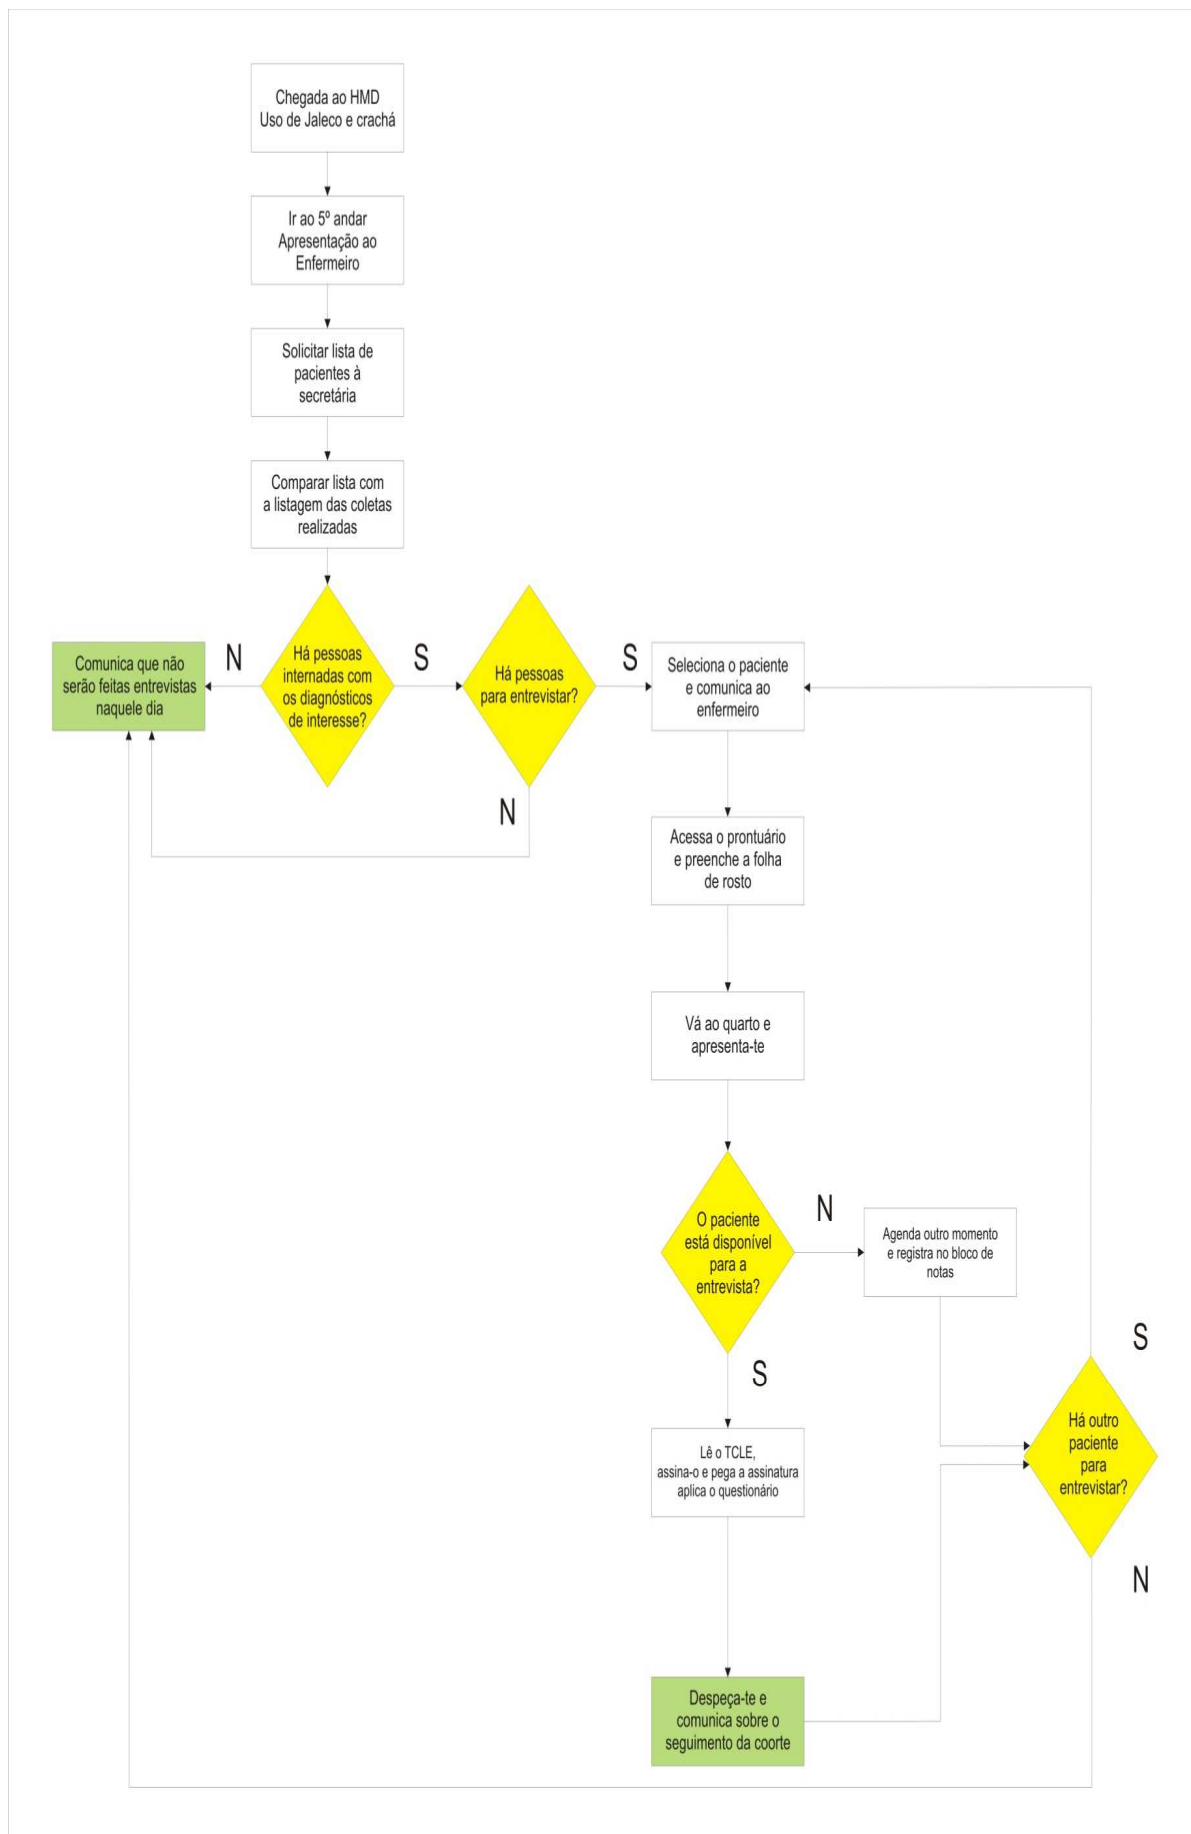 Chegada ao HMD
Uso de Jaleco e crachá
Ir ao 5º andar
Apresentação ao
Enfermeiro
Solicitar lista de
pacientes à
secretária
Comparar lista com
a listagem das coletas
realizadas
Comunica que não
serão feitas entrevistas
naquele dia
N
Há pessoas
internadas com
os diagnósticos
de interesse?
S
Há pessoas
para entrevistar?
S
N
Seleciona o paciente
e comunica ao
enfermeiro
Acessa o prontuário
e preenche a folha
de rosto
Vá ao quarto e
apresenta-te
O paciente
está disponível
para a
entrevista?
N
Agenda outro momento
e registra no bloco de
notas
S
Lê o TCLE,
assina-o e pega a assinatura
aplica o questionário
S
Há outro
paciente
para
entrevistar?
N
Despeça-te e
comunica sobre o
seguimento da coorte